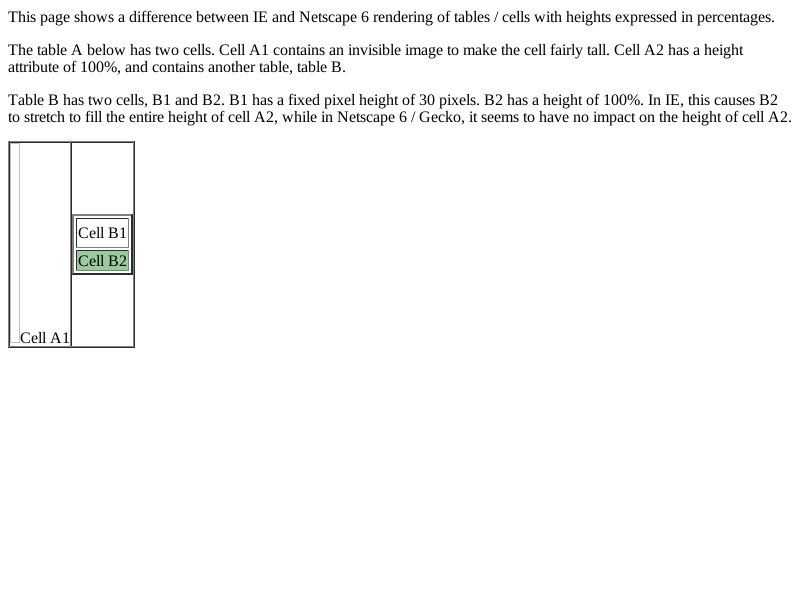 This page shows a difference between IE and Netscape 6 rendering of tables / cells with heights expressed in percentages.
The table A below has two cells. Cell A1 contains an invisible image to make the cell fairly tall. Cell A2 has a height
attribute of 100%, and contains another table, table B.
Table B has two cells, B1 and B2. B1 has a fixed pixel height of 30 pixels. B2 has a height of 100%. In IE, this causes B2
to stretch to fill the entire height of cell A2, while in Netscape 6 / Gecko, it seems to have no impact on the height of cell A2.
Cell B1
Cell B2
Cell A1